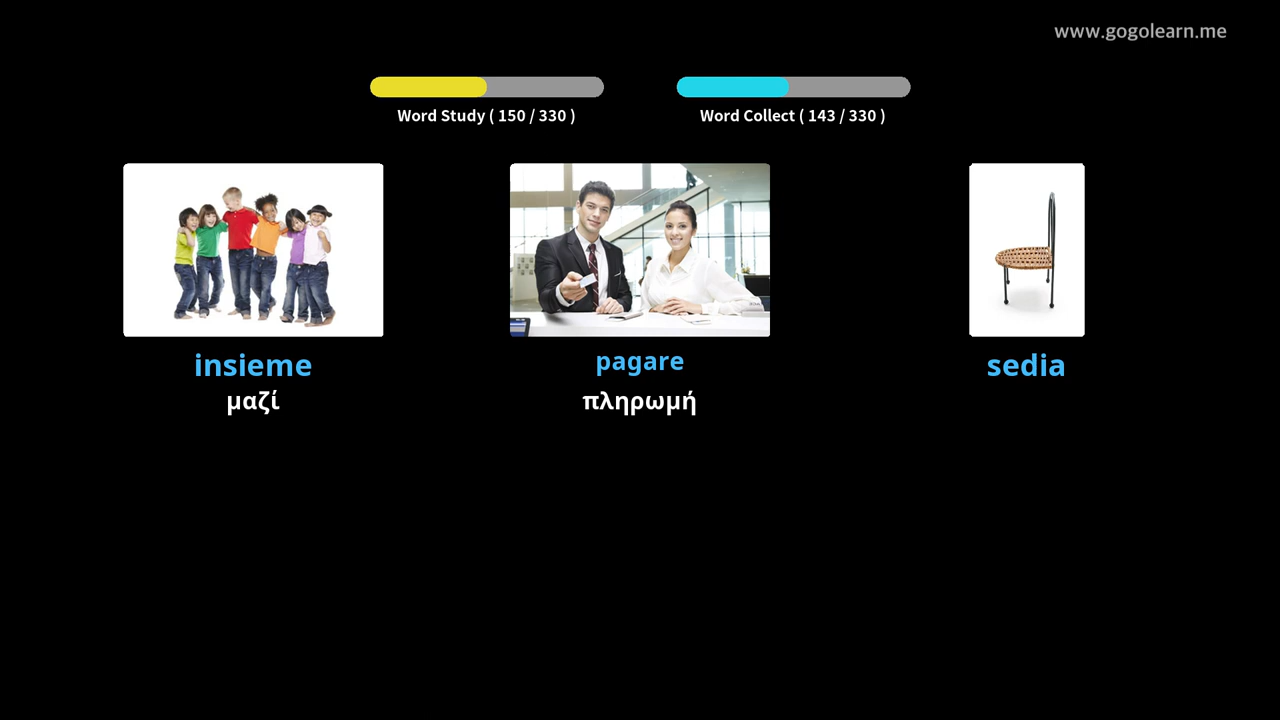 www.gogolearn.me
Word Study ( 150 / 330 )
Word Collect ( 143 / 330 )
insieme
μαζί
pagare
πληρωμή
sedia